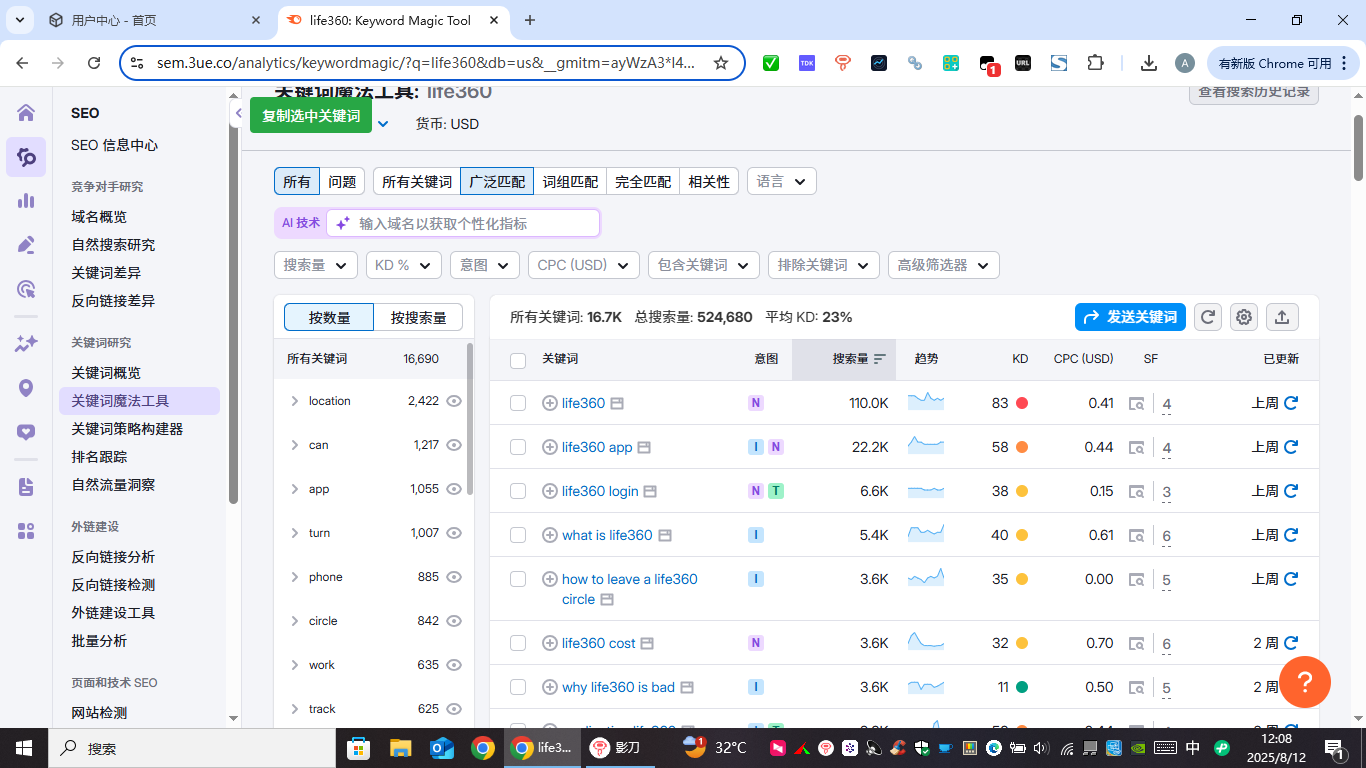 用户中心 - 首页
life360: Keyword Magic Tool
sem.3ue.co/analytics/keywordmagic/?q=life360&db=us&__gmitm=ayWzA3*l4...
TDK
1
URL
A
有新版 Chrome 可用
SEO
SEO 信息中心
竞争对手研究
域名概览
自然搜索研究
关键词差异
反向链接差异
关键词研究
关键词概览
关键词魔法工具
关键词策略构建器
排名跟踪
自然流量洞察
外链建设
反向链接分析
反向链接检测
外链建设工具
批量分析
页面和技术 SEO
网站检测
关键词魔法工具: life360
查看搜索历史记录
复制选中关键词
货币: USD
所有 问题 所有关键词 广泛匹配 词组匹配 完全匹配 相关性 语言
AI 技术 输入域名以获取个性化指标
搜索量 KD % 意图 CPC (USD) 包含关键词 排除关键词 高级筛选器
按数量 按搜索量
所有关键词 16,690
location 2,422
can 1,217
app 1,055
turn 1,007
phone 885
circle 842
work 635
track 625
所有关键词: 16.7K 总搜索量: 524,680 平均 KD: 23%
发送关键词
关键词 意图 搜索量 趋势 KD CPC (USD) SF 已更新
life360 N 110.0K 83 0.41 4 上周
life360 app I N 22.2K 58 0.44 4 上周
life360 login N T 6.6K 38 0.15 3 上周
what is life360 I 5.4K 40 0.61 6 上周
how to leave a life360 circle I 3.6K 35 0.00 5 上周
life360 cost N 3.6K 32 0.70 6 2 周
why life360 is bad I 3.6K 11 0.50 5 2 周
?
搜索
life3...
影刀
1
32°C
中
12:08
2025/8/12
1